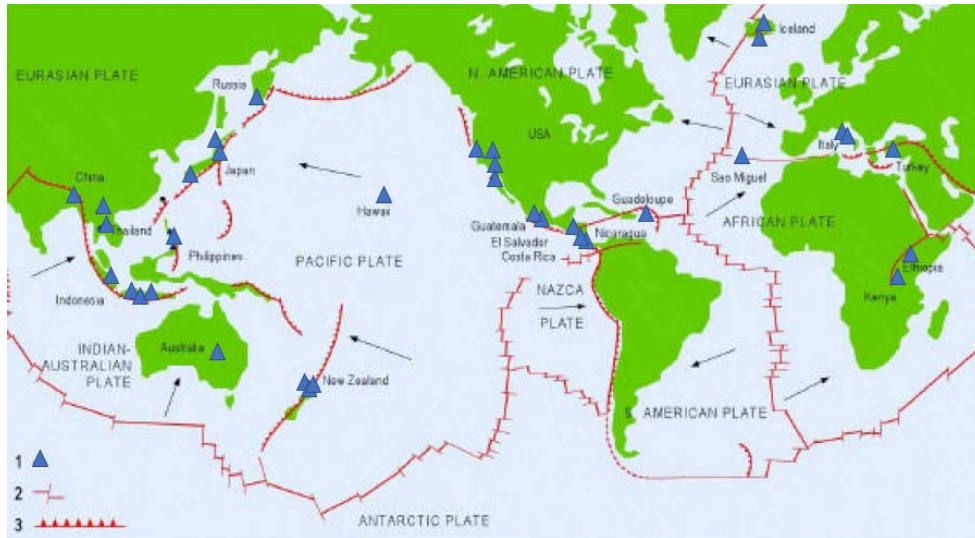 Iceland
EURASIAN PLATE
N. AMERICAN PLATE
EURASIAN PLATE
Russia
USA
Italy
Japan
Sao Miguel
Turkey
China
Hawaii
Guadeloupe
Thailand
Guatemala
Nicaragua
AFRICAN PLATE
El Salvador
Philippines
Costa Rica
PACIFIC PLATE
Ethiopia
Indonesia
NAZCA
PLATE
Kenya
Australia
INDIAN-
AUSTRALIAN
PLATE
New Zealand
S. AMERICAN PLATE
1
2
3
ANTARCTIC PLATE